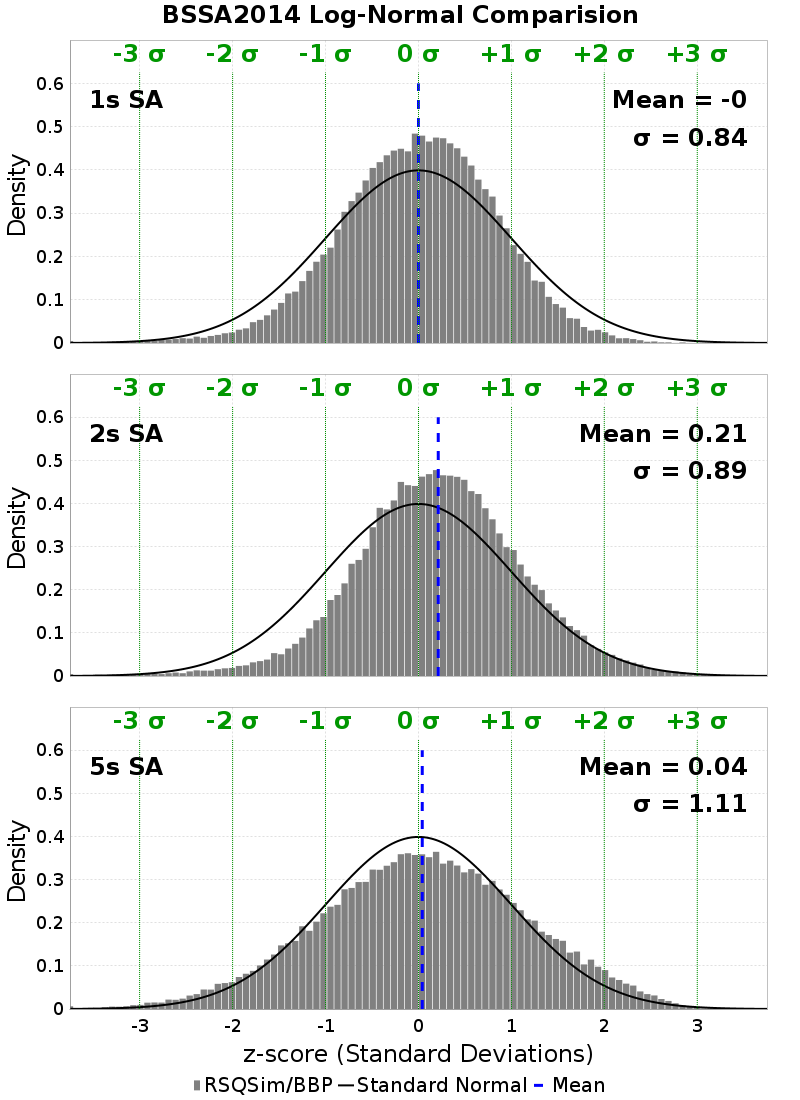 BSSA2014 Log-Normal Comparision
-3 σ -2 σ -1 σ 0 σ +1 σ +2 σ +3 σ
0.6
1s SA
Mean = -0
0.5
σ = 0.84
0.4
0.3
0.2
0.1
0
Density
-3 σ -2 σ -1 σ 0 σ +1 σ +2 σ +3 σ
0.6
2s SA
Mean = 0.21
0.5
σ = 0.89
0.4
0.3
0.2
0.1
0
Density
-3 σ -2 σ -1 σ 0 σ +1 σ +2 σ +3 σ
0.6
5s SA
Mean = 0.04
0.5
σ = 1.11
0.4
0.3
0.2
0.1
0
Density
-3 -2 -1 0 1 2 3
z-score (Standard Deviations)
RSQSim/BBP Standard Normal Mean